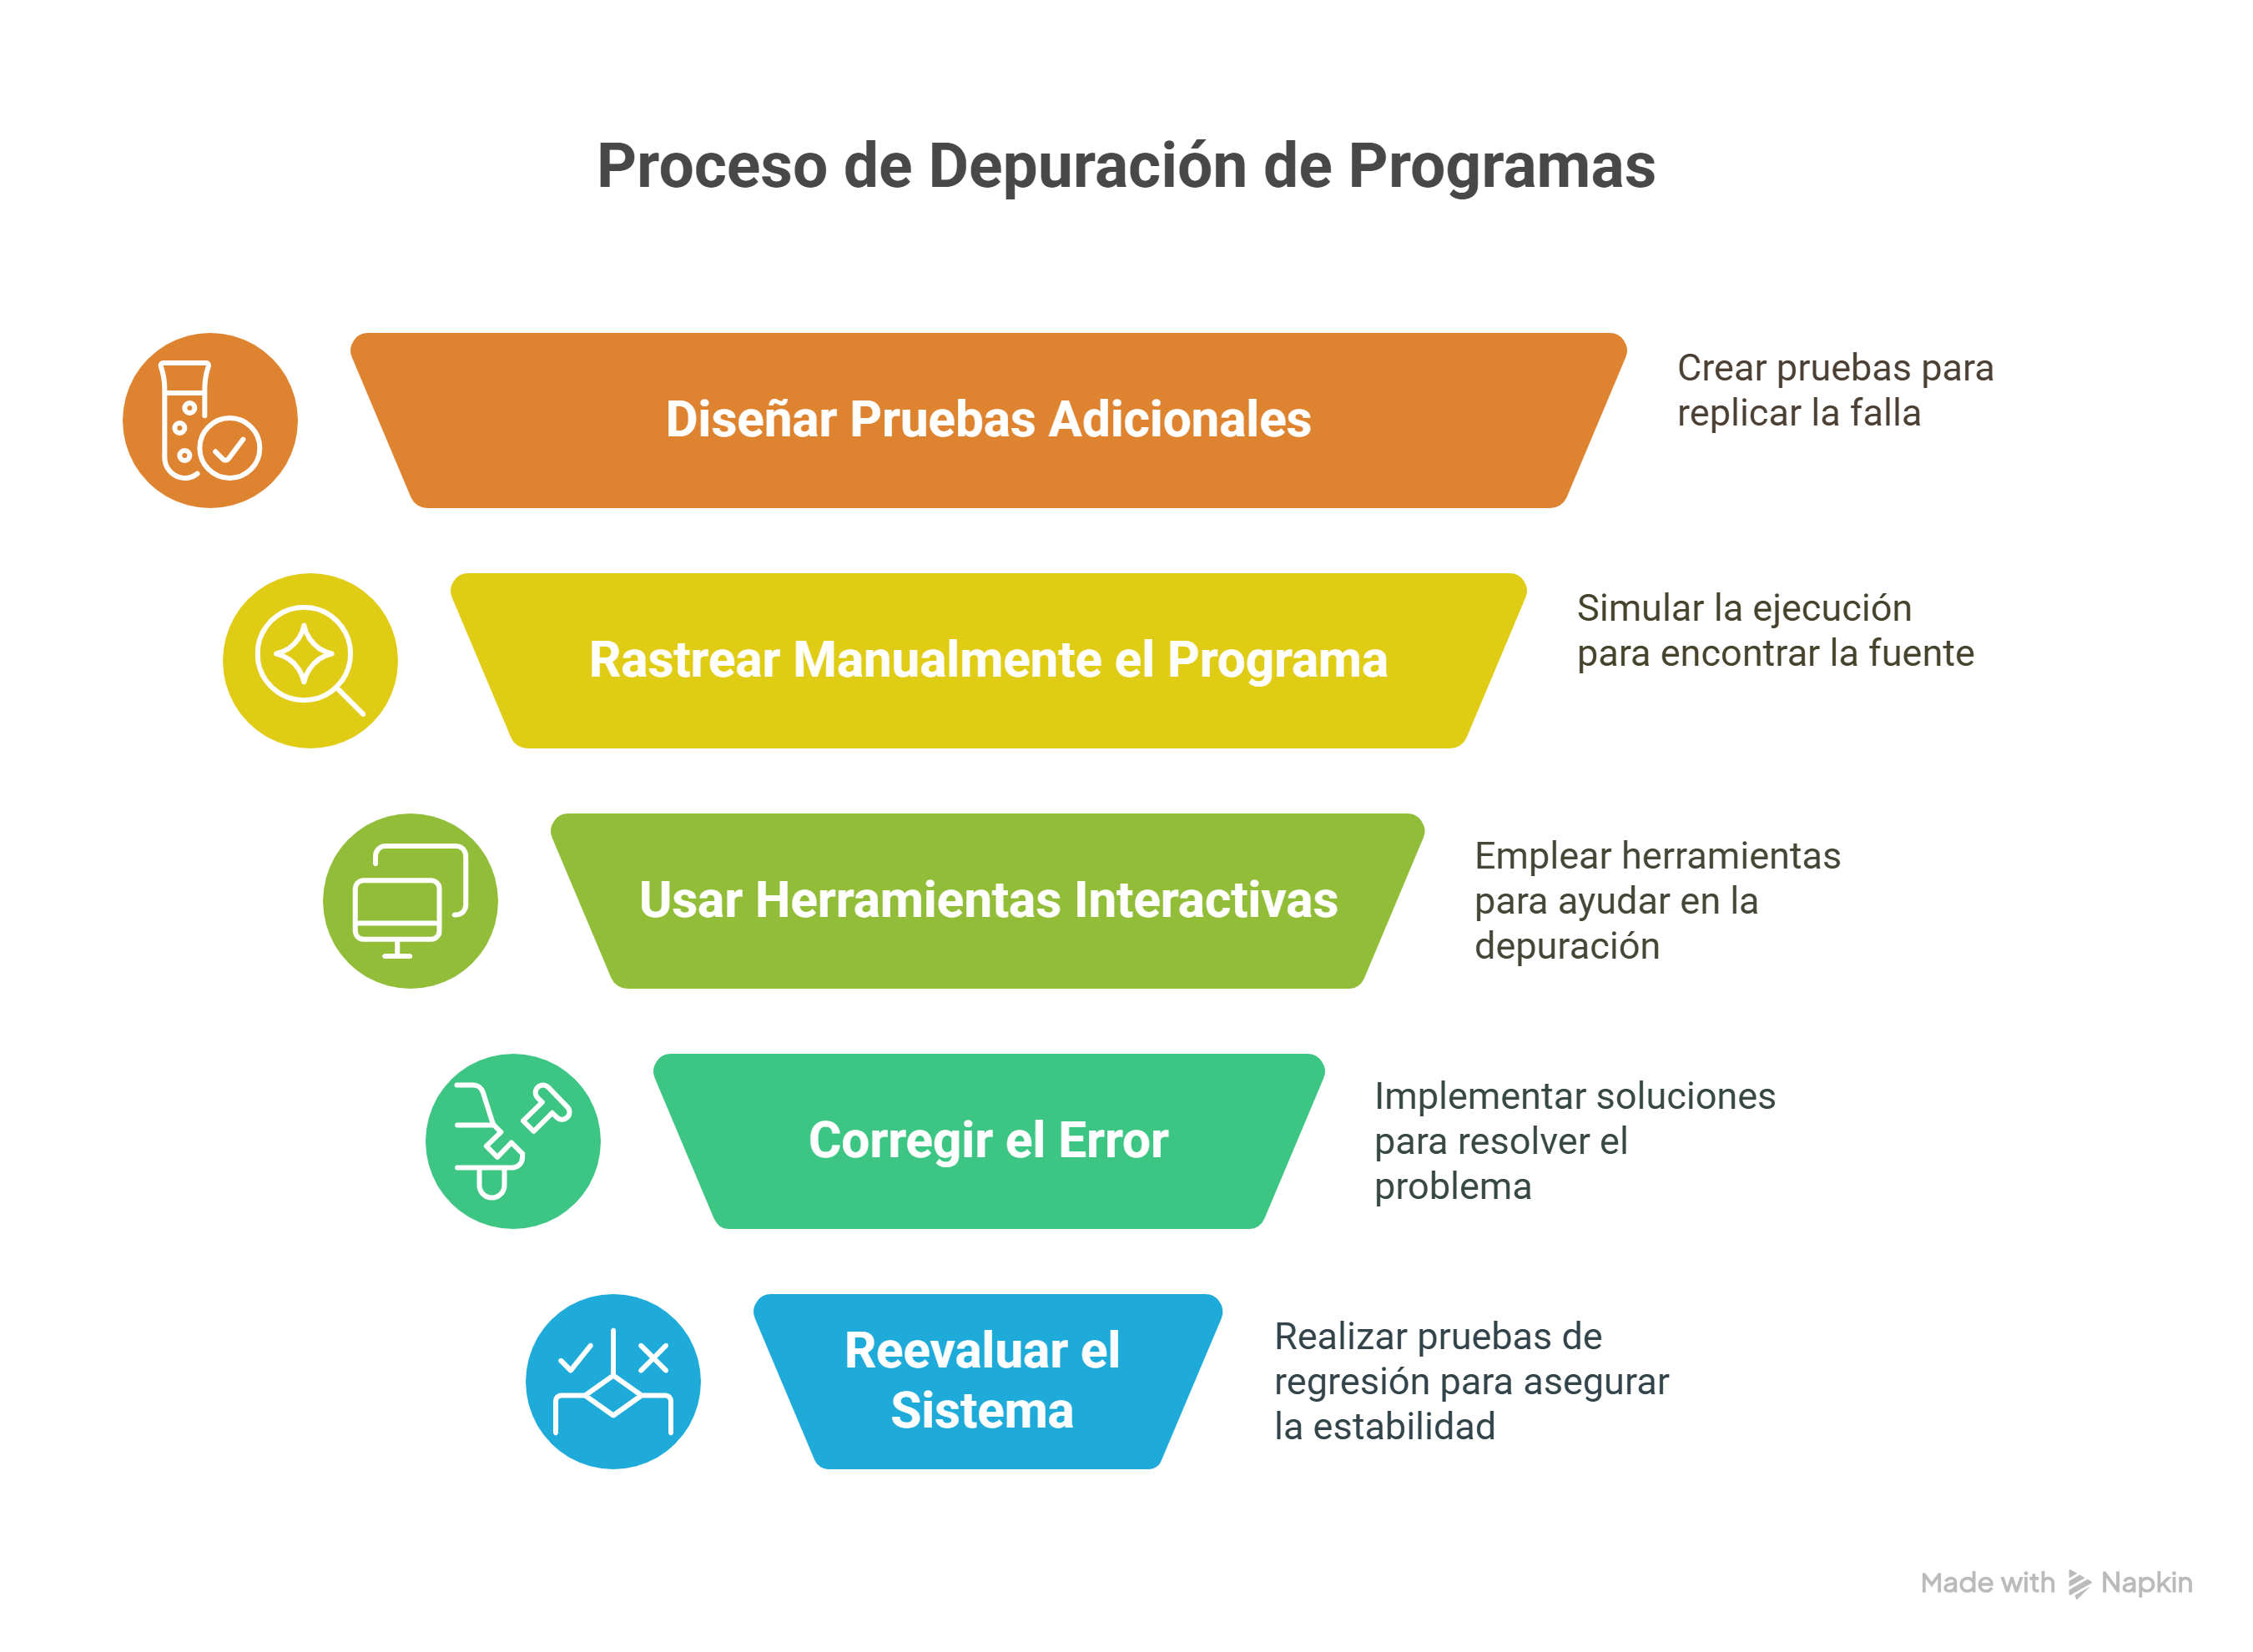 Proceso de Depuración de Programas
Diseñar Pruebas Adicionales
Crear pruebas para
replicar la falla
Rastrear Manualmente el Programa
Simular la ejecución
para encontrar la fuente
Usar Herramientas Interactivas
Emplear herramientas
para ayudar en la
depuración
Corregir el Error
Implementar soluciones
para resolver el
problema
Reevaluar el
Sistema
Realizar pruebas de
regresión para asegurar
la estabilidad
Made with Napkin